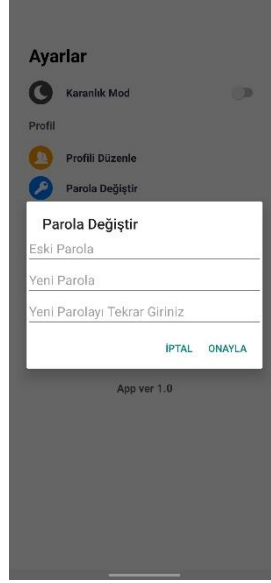 Ayarlar
Karanlık Mod
Profil
Profili Düzenle
Parola Değiştir
Parola Değiştir
Eski Parola
Yeni Parola
Yeni Parolayı Tekrar Giriniz
İPTAL ONAYLA
App ver 1.0